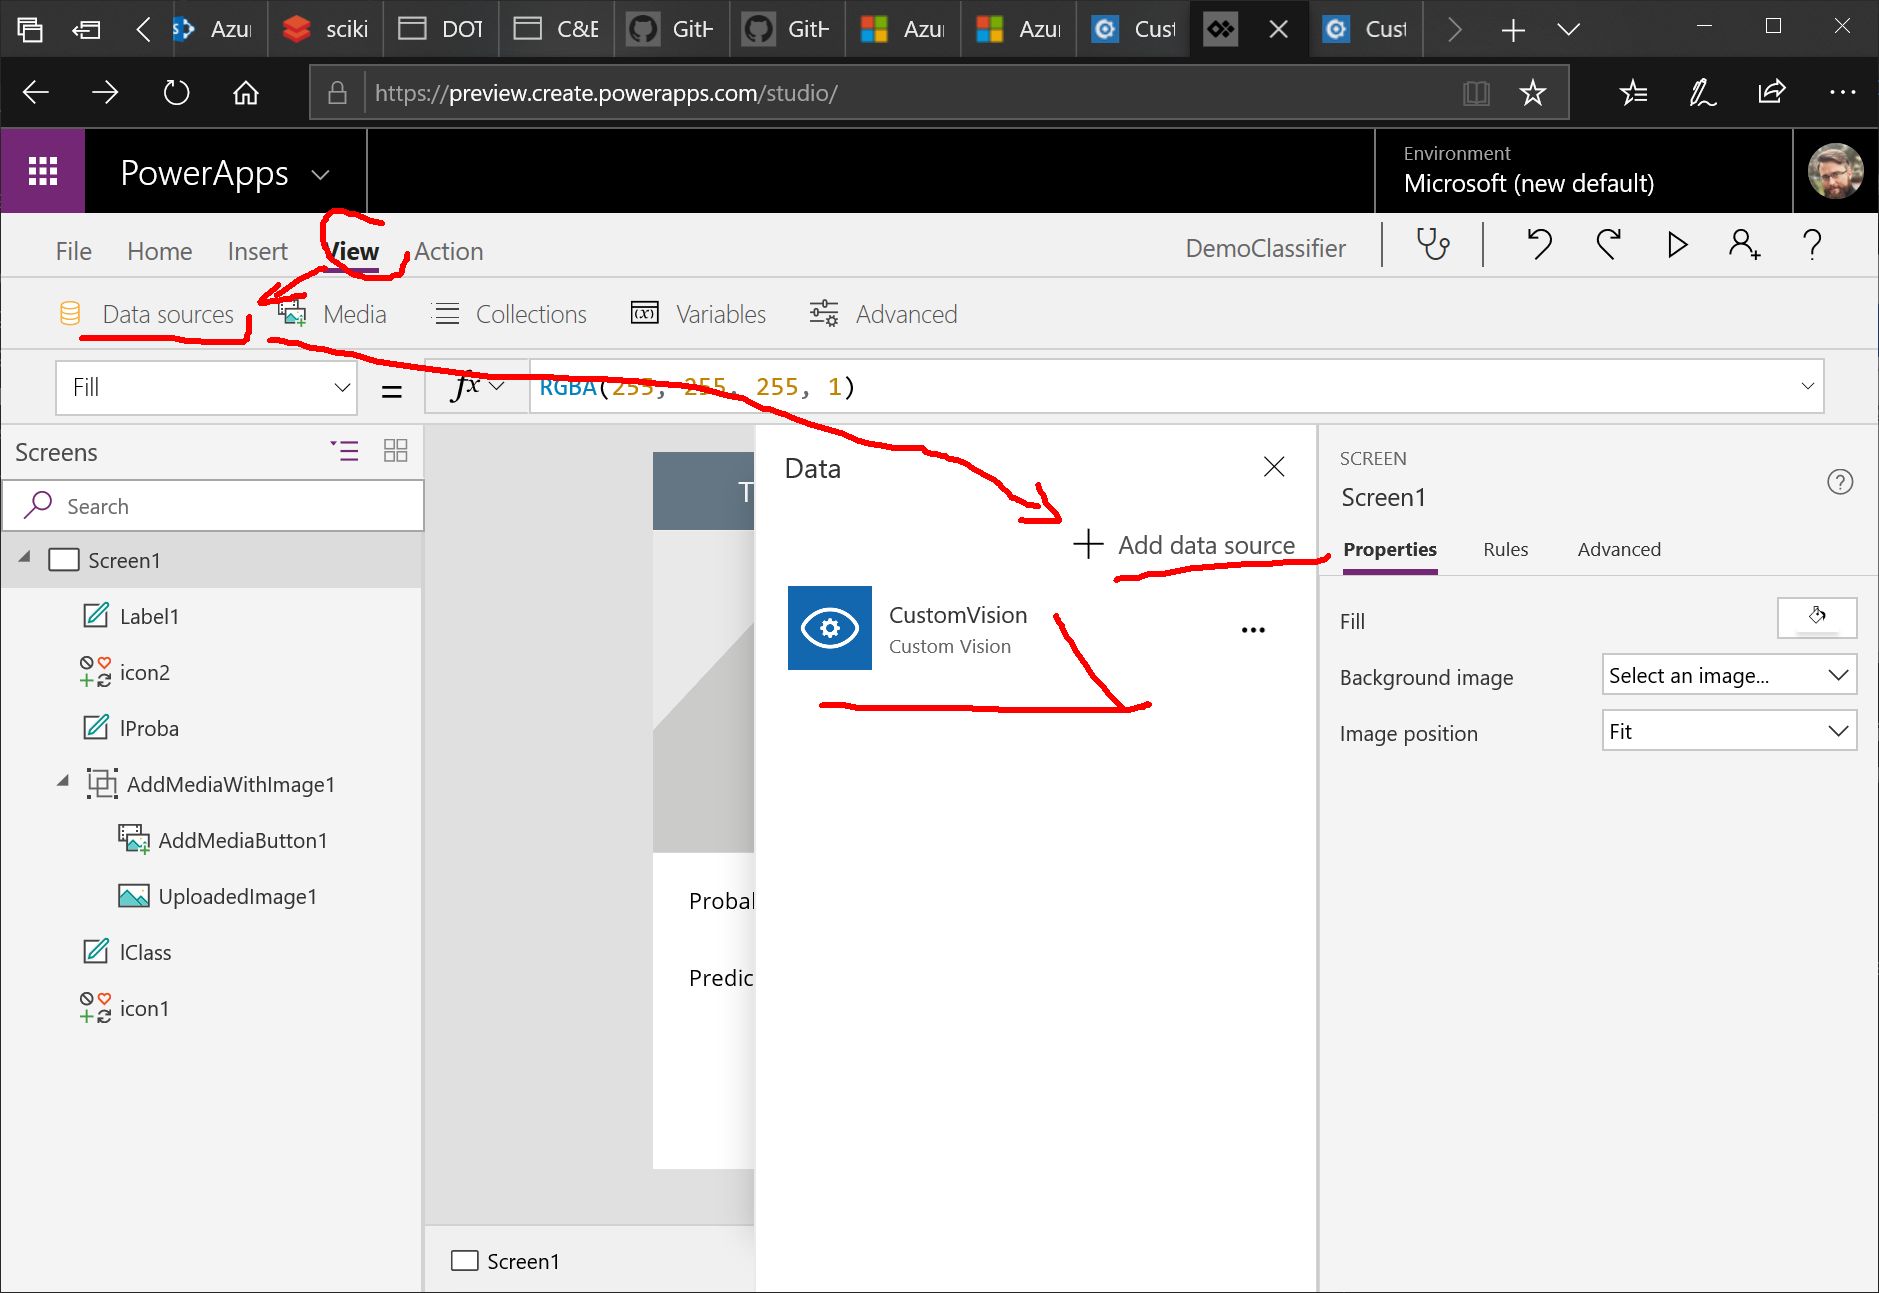 Azu
sciki
DOT
C&E
GitH
GitH
Azu
Azu
Cust
Cust
https://preview.create.powerapps.com/studio/
PowerApps
Environment
Microsoft (new default)
File Home Insert View Action
DemoClassifier
Data sources Media Collections Variables Advanced
Fill = fx RGBA(255, 255, 255, 1)
Screens
Search
Screen1
Label1
icon2
lProba
AddMediaWithImage1
AddMediaButton1
UploadedImage1
lClass
icon1
T
Probal
Predic
Screen1
Data
Add data source
CustomVision
Custom Vision
SCREEN
Screen1
Properties Rules Advanced
Fill
Background image Select an image...
Image position Fit